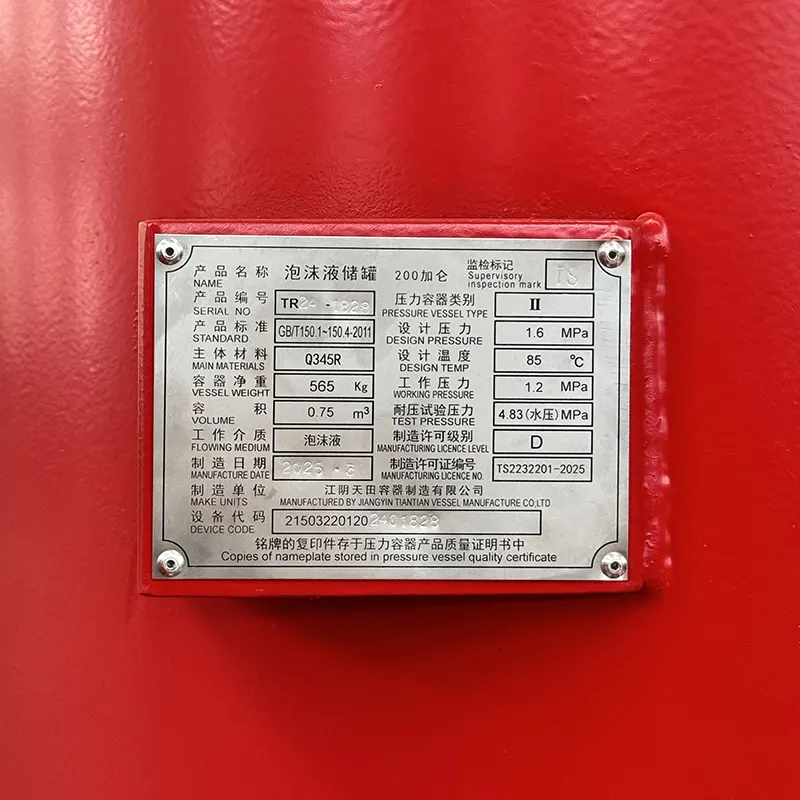 产品名称 泡沫液储罐 200加仑 监检标记 TS
NAME Supervisory inspection mark
产品编号 TR24-1828 压力容器类别 II
SERIAL NO. PRESSURE VESSEL TYPE
产品标准 GB/T150.1~150.4-2011 设计压力 1.6 MPa
STANDARD DESIGN PRESSURE
主体材料 Q345R 设计温度 85 ℃
MAIN MATERIALS DESIGN TEMP
容器净重 565 Kg 工作压力 1.2 MPa
VESSEL WEIGHT WORKING PRESSURE
容积 0.75 m³ 耐压试验压力 4.83(水压)MPa
VOLUME TEST PRESSURE
工作介质 泡沫液 制造许可级别 D
FLOWING MEDIUM MANUFACTURING LICENCE LEVEL
制造日期 2025. 制造许可证编号 TS2232201-2025
MANUFACTURE DATE MANUFACTURING LICENCE NO.
制造单位 江阴天田容器制造有限公司
MAKE UNITS MANUFACTURED BY JIANGYIN TIANTIAN VESSEL MANUFACTURE CO;LTD
设备代码 215032201202401828
DEVICE CODE
铭牌的复印件存于压力容器产品质量证明书中
Copies of nameplate stored in pressure vessel quality certificate